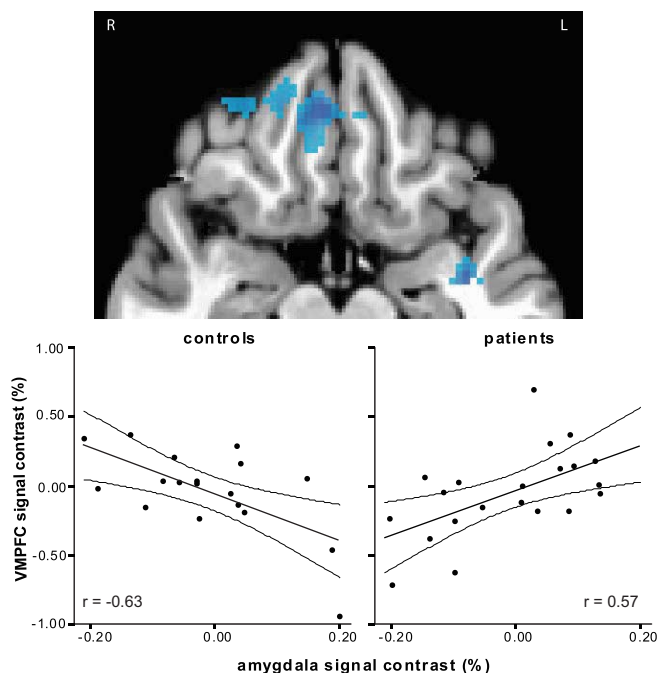 R L
controls patients
VMPFC signal contrast (%)
1.00
0.50
0.00
-0.50
-1.00
r = -0.63
r = 0.57
-0.20 0.00 0.20 -0.20 0.00 0.20
amygdala signal contrast (%)